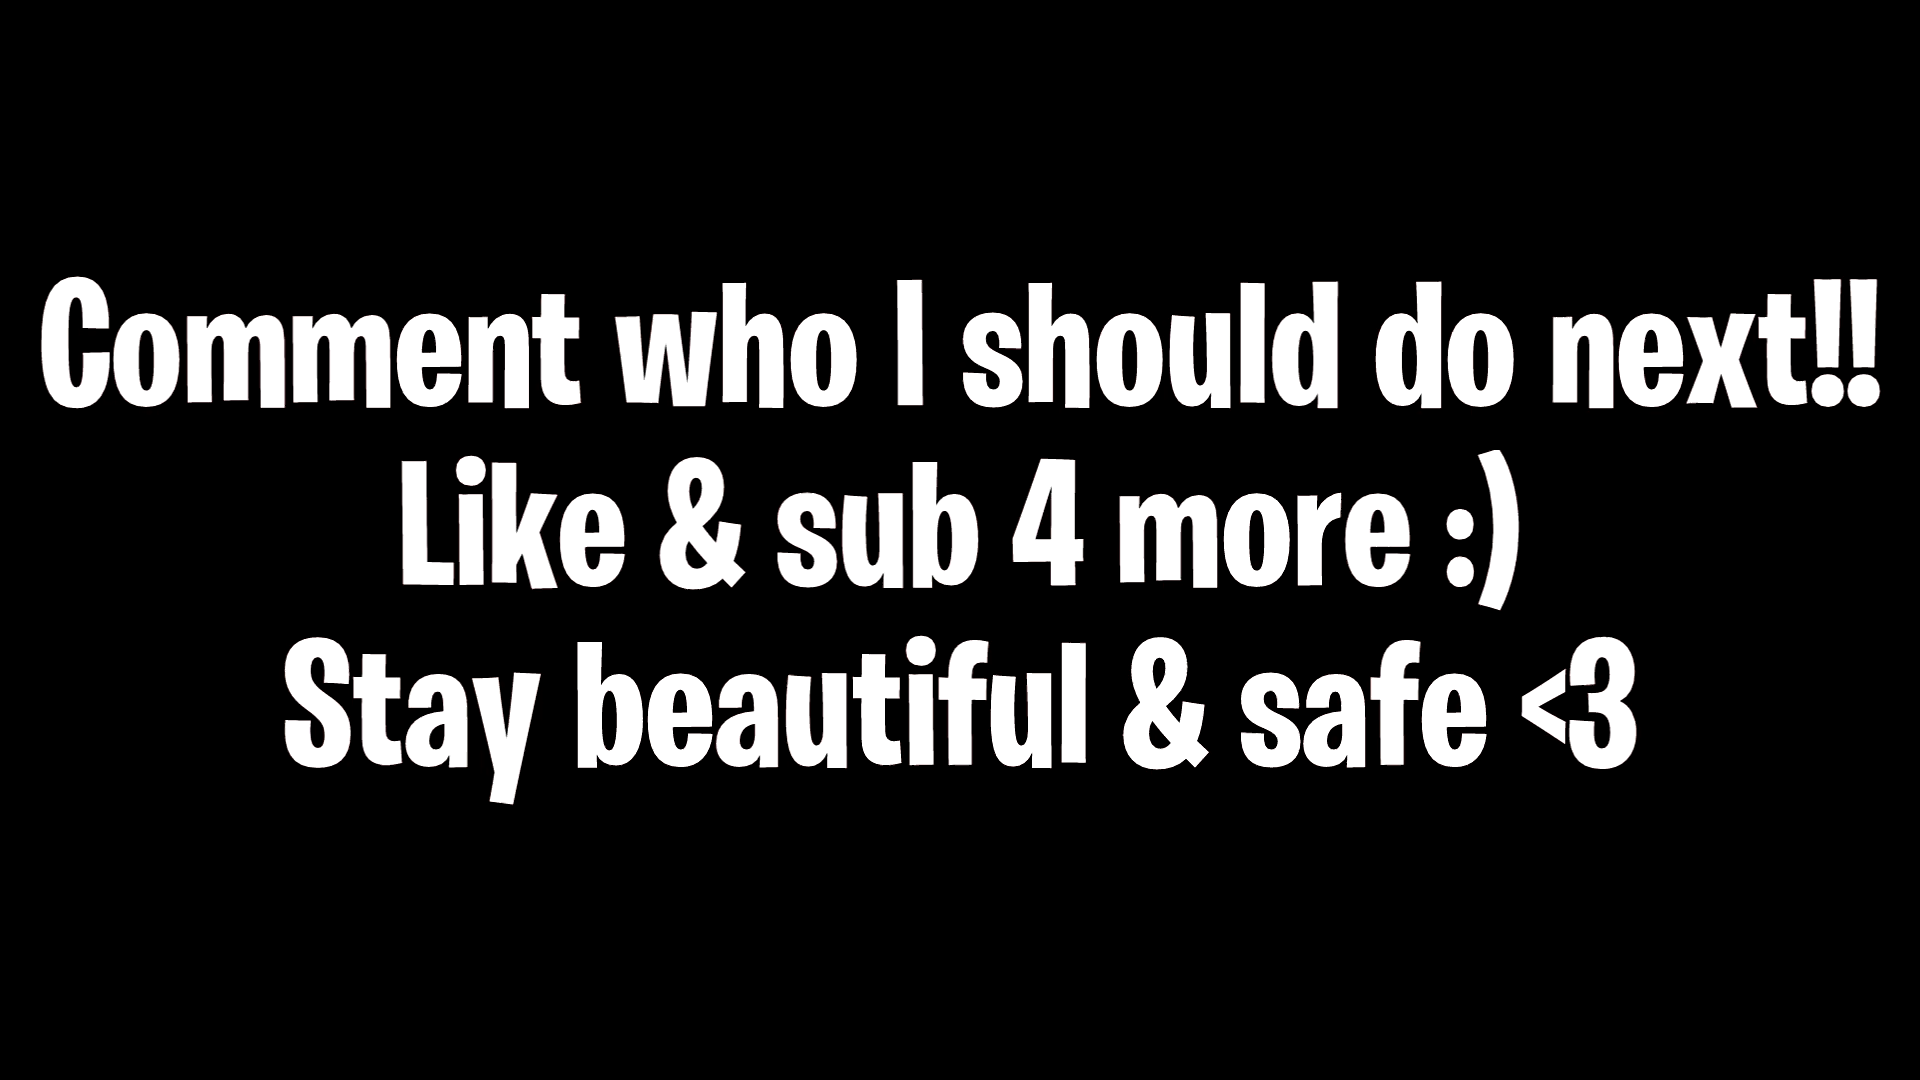 Comment who I should do next!!
Like & sub 4 more :)
Stay beautiful & safe <3